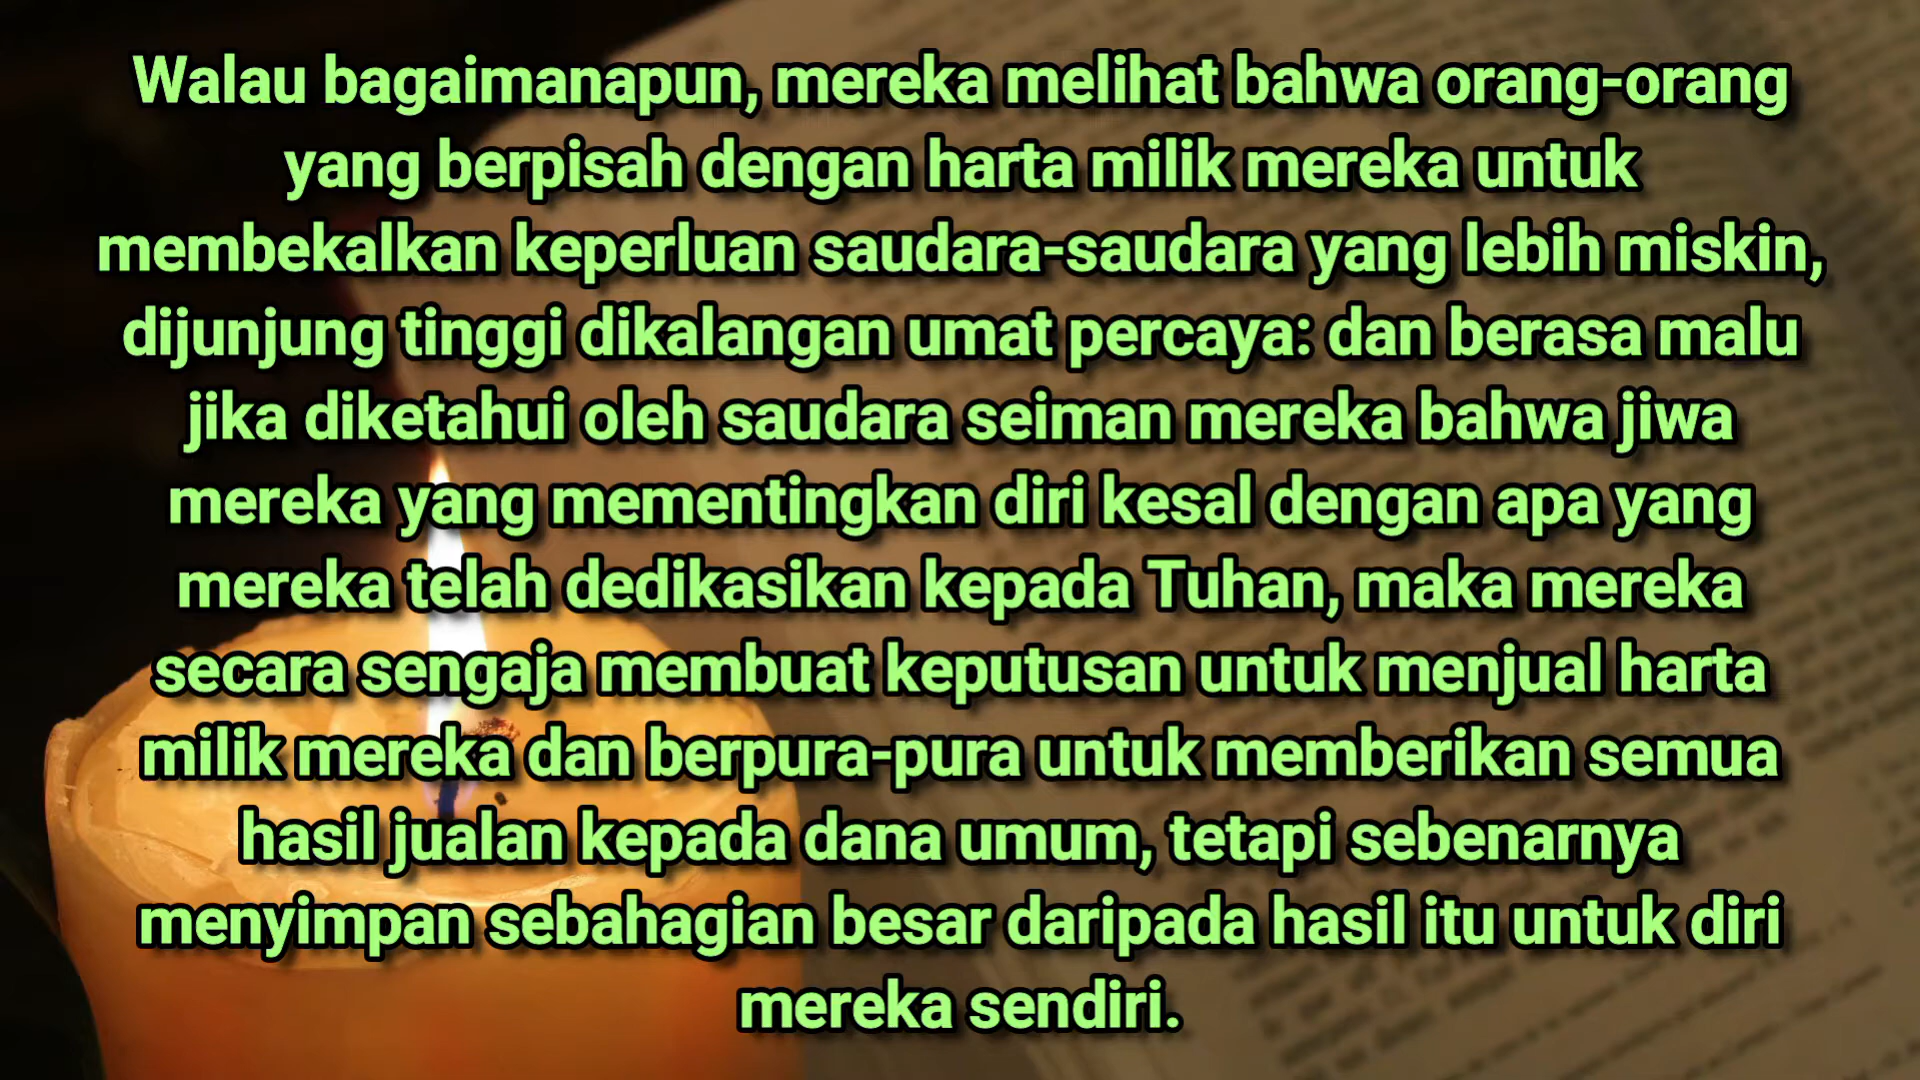 Walau bagaimanapun, mereka melihat bahwa orang-orang
yang berpisah dengan harta milik mereka untuk
membekalkan keperluan saudara-saudara yang lebih miskin,
dijunjung tinggi dikalangan umat percaya: dan berasa malu
jika diketahui oleh saudara seiman mereka bahwa jiwa
mereka yang mementingkan diri kesal dengan apa yang
mereka telah dedikasikan kepada Tuhan, maka mereka
secara sengaja membuat keputusan untuk menjual harta
milik mereka dan berpura-pura untuk memberikan semua
hasil jualan kepada dana umum, tetapi sebenarnya
menyimpan sebahagian besar daripada hasil itu untuk diri
mereka sendiri.